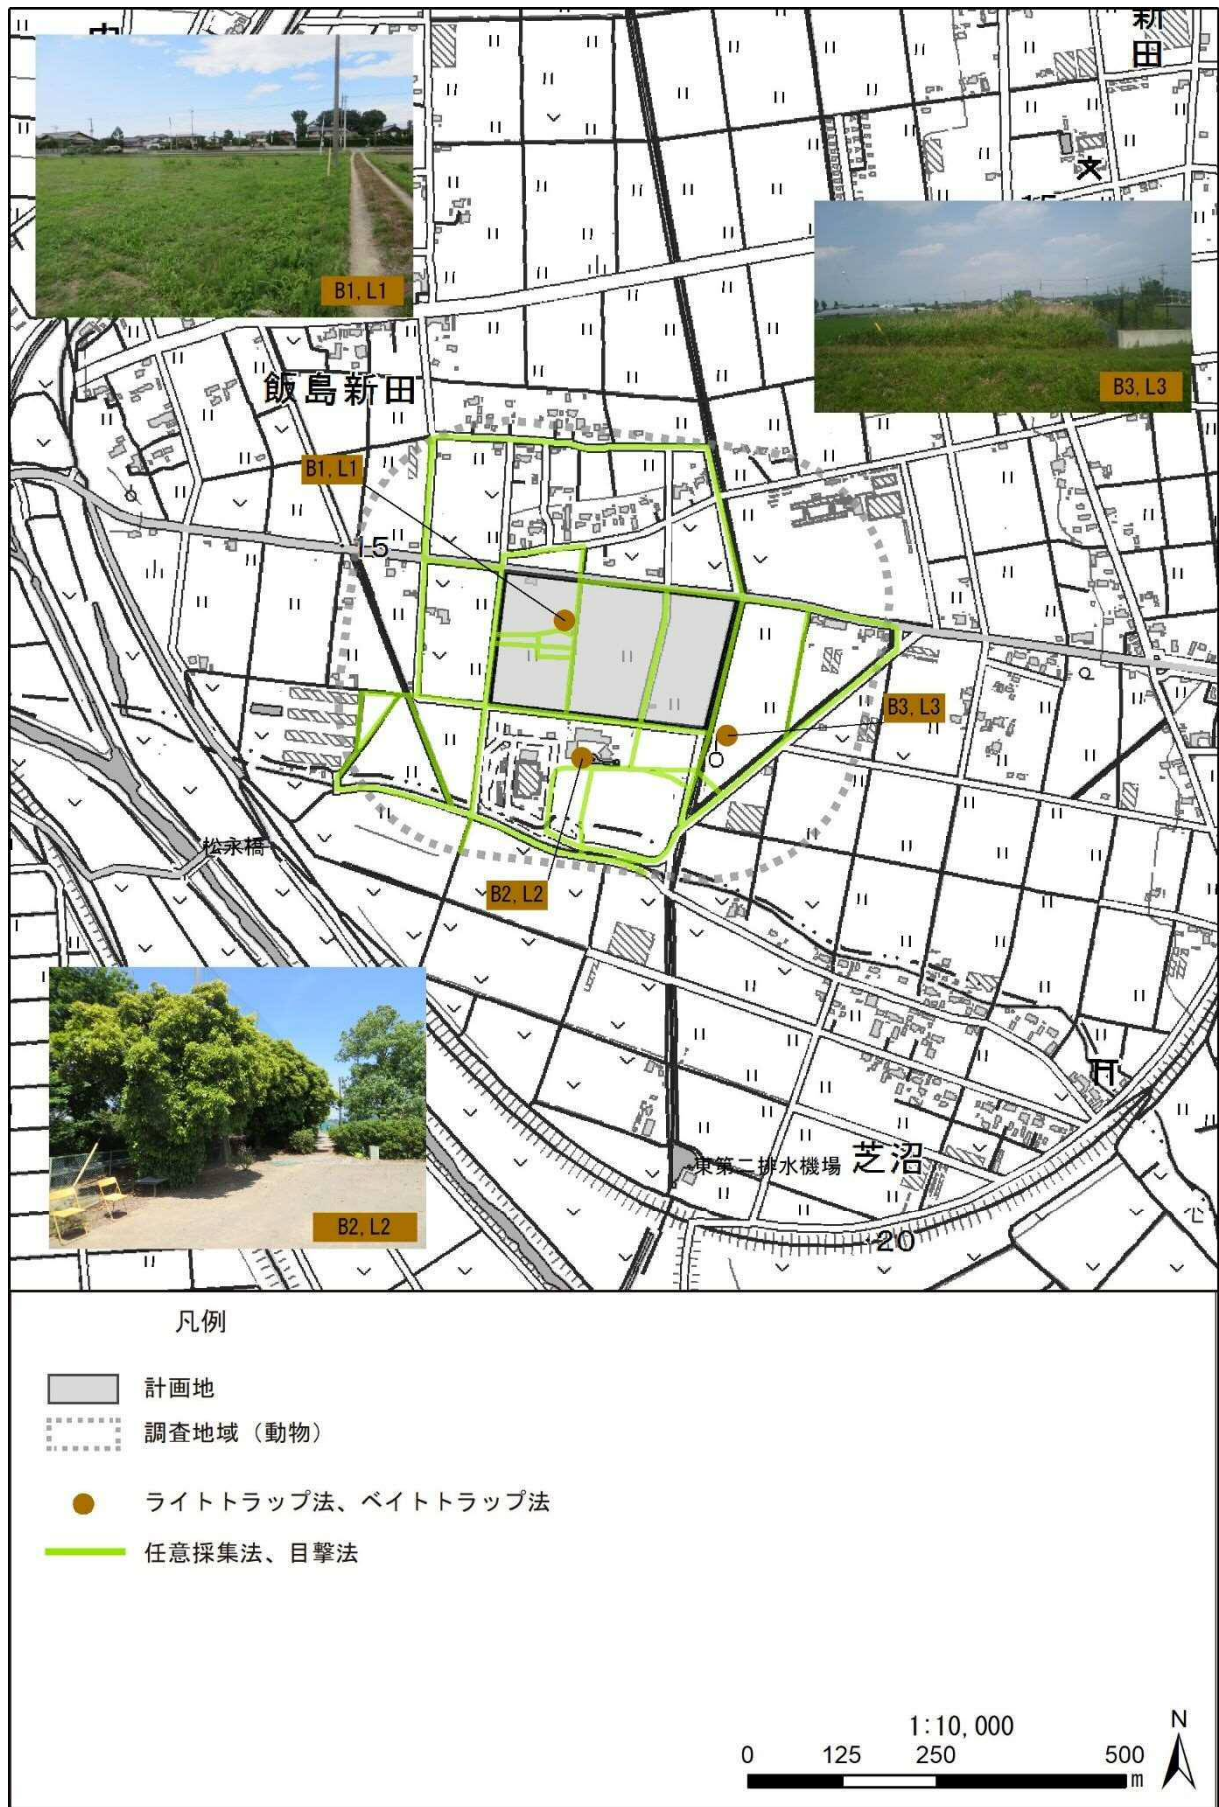 新
田
B1, L1
B3, L3
飯島新田
B1, L1
15
B3, L3
松永橋
B2, L2
東第二排水機場
芝沼
B2, L2
20
凡例
計画地
調査地域（動物）
ライトトラップ法、ベイトトラップ法
任意採集法、目撃法
1:10,000
N
0 125 250 500
m